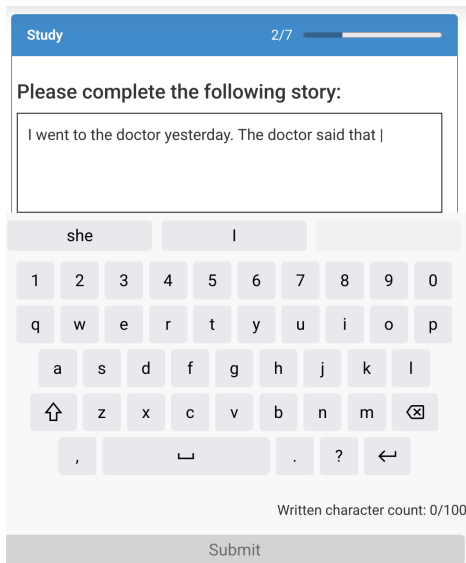 Study 2/7
Please complete the following story:
I went to the doctor yesterday. The doctor said that |
she I
1 2 3 4 5 6 7 8 9 0
q w e r t y u i o p
a s d f g h j k l
z x c v b n m
, . ?
Written character count: 0/100
Submit